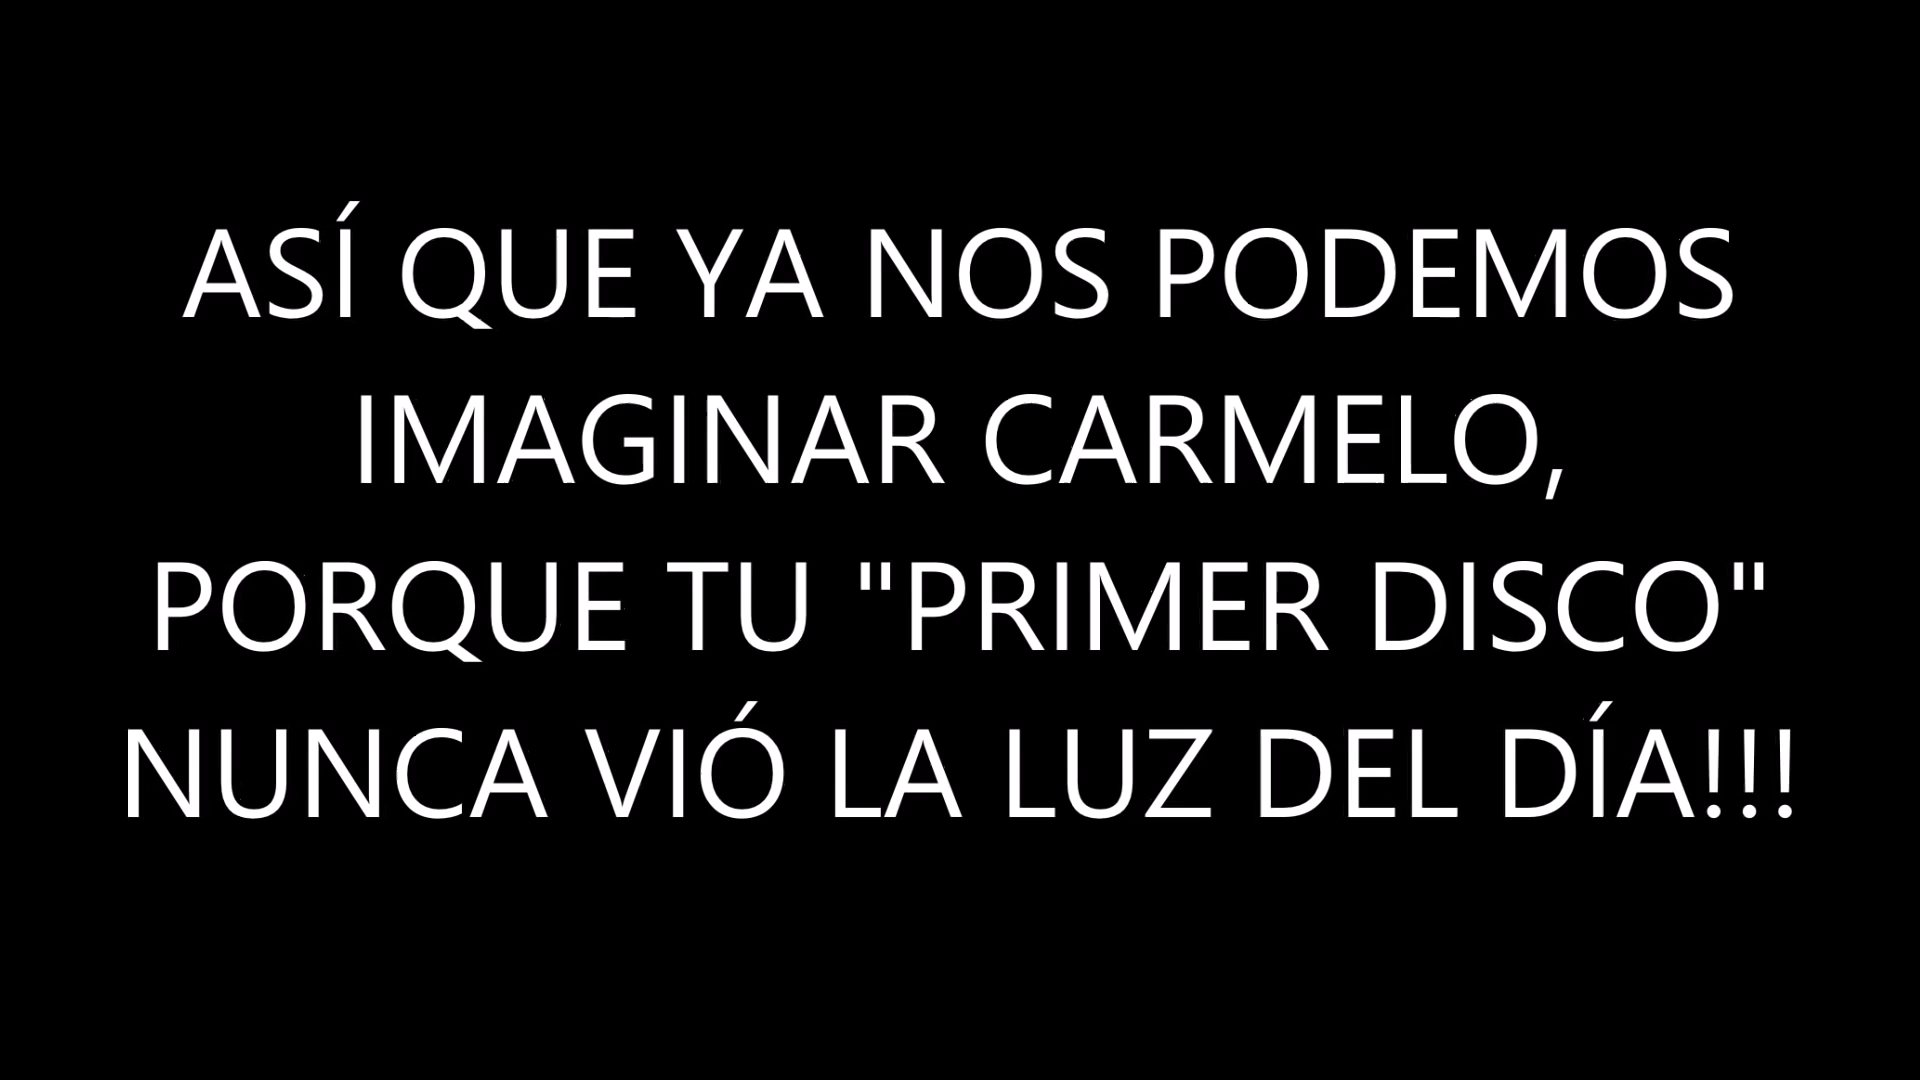 ASÍ QUE YA NOS PODEMOS
IMAGINAR CARMELO,
PORQUE TU "PRIMER DISCO"
NUNCA VIÓ LA LUZ DEL DÍA!!!